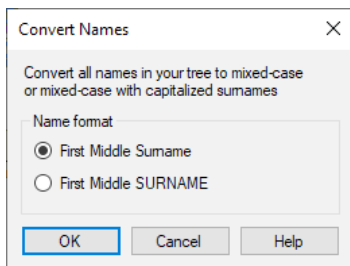 Convert Names
Convert all names in your tree to mixed-case
or mixed-case with capitalized surnames
Name format
First Middle Surname
First Middle SURNAME
OK Cancel Help